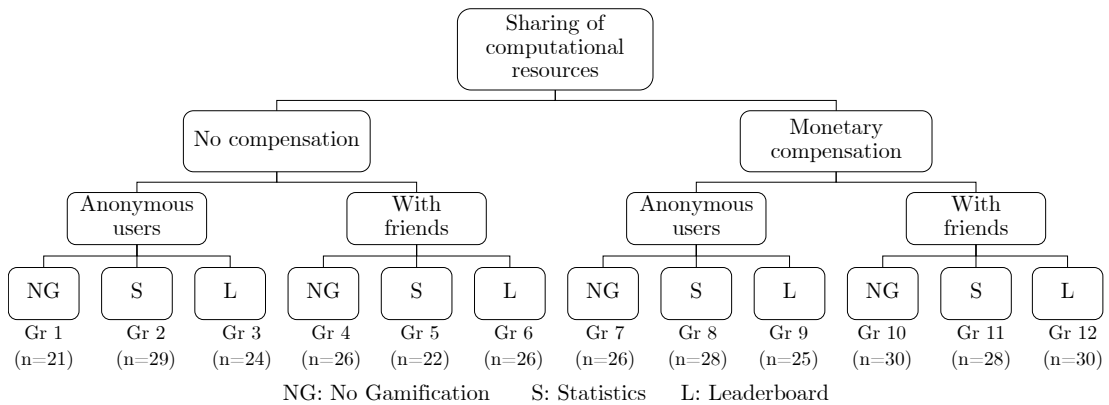 Sharing of
computational
resources
No compensation
Monetary
compensation
Anonymous
users
With
friends
Anonymous
users
With
friends
NG S L NG S L NG S L NG S L
Gr 1 Gr 2 Gr 3 Gr 4 Gr 5 Gr 6 Gr 7 Gr 8 Gr 9 Gr 10 Gr 11 Gr 12
(n=21) (n=29) (n=24) (n=26) (n=22) (n=26) (n=26) (n=28) (n=25) (n=30) (n=28) (n=30)
NG: No Gamification S: Statistics L: Leaderboard